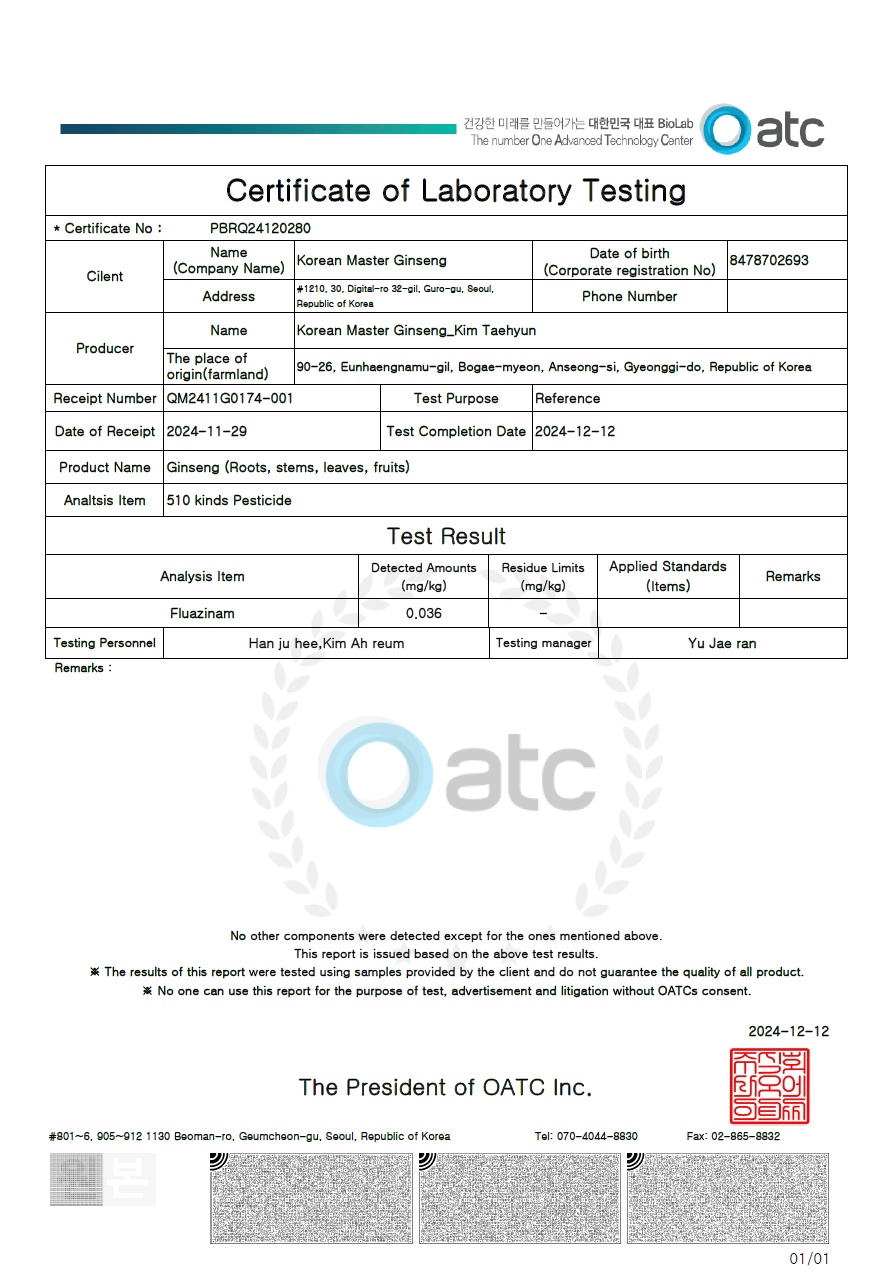 건강한 미래를 만들어가는 대한민국 대표 BioLab
The number One Advanced Technology Center
atc
Certificate of Laboratory Testing
* Certificate No : PBRQ24120280
Cilent
Name (Company Name) Korean Master Ginseng Date of birth (Corporate registration No) 8478702693
Address #1210, 30, Digital-ro 32-gil, Guro-gu, Seoul, Republic of Korea Phone Number
Producer
Name Korean Master Ginseng_Kim Taehyun
The place of origin(farmland) 90-26, Eunhaengnamu-gil, Bogae-myeon, Anseong-si, Gyeonggi-do, Republic of Korea
Receipt Number QM2411G0174-001 Test Purpose Reference
Date of Receipt 2024-11-29 Test Completion Date 2024-12-12
Product Name Ginseng (Roots, stems, leaves, fruits)
Analtsis Item 510 kinds Pesticide
Test Result
Analysis Item Detected Amounts (mg/kg) Residue Limits (mg/kg) Applied Standards (Items) Remarks
Fluazinam 0.036 -
Testing Personnel Han ju hee,Kim Ah reum Testing manager Yu Jae ran
Remarks :
atc
No other components were detected except for the ones mentioned above.
This report is issued based on the above test results.
※ The results of this report were tested using samples provided by the client and do not guarantee the quality of all product.
※ No one can use this report for the purpose of test, advertisement and litigation without OATCs consent.
2024-12-12
The President of OATC Inc.
#801~6, 905~912 1130 Beoman-ro, Geumcheon-gu, Seoul, Republic of Korea Tel: 070-4044-8830 Fax: 02-865-8832
본
01/01